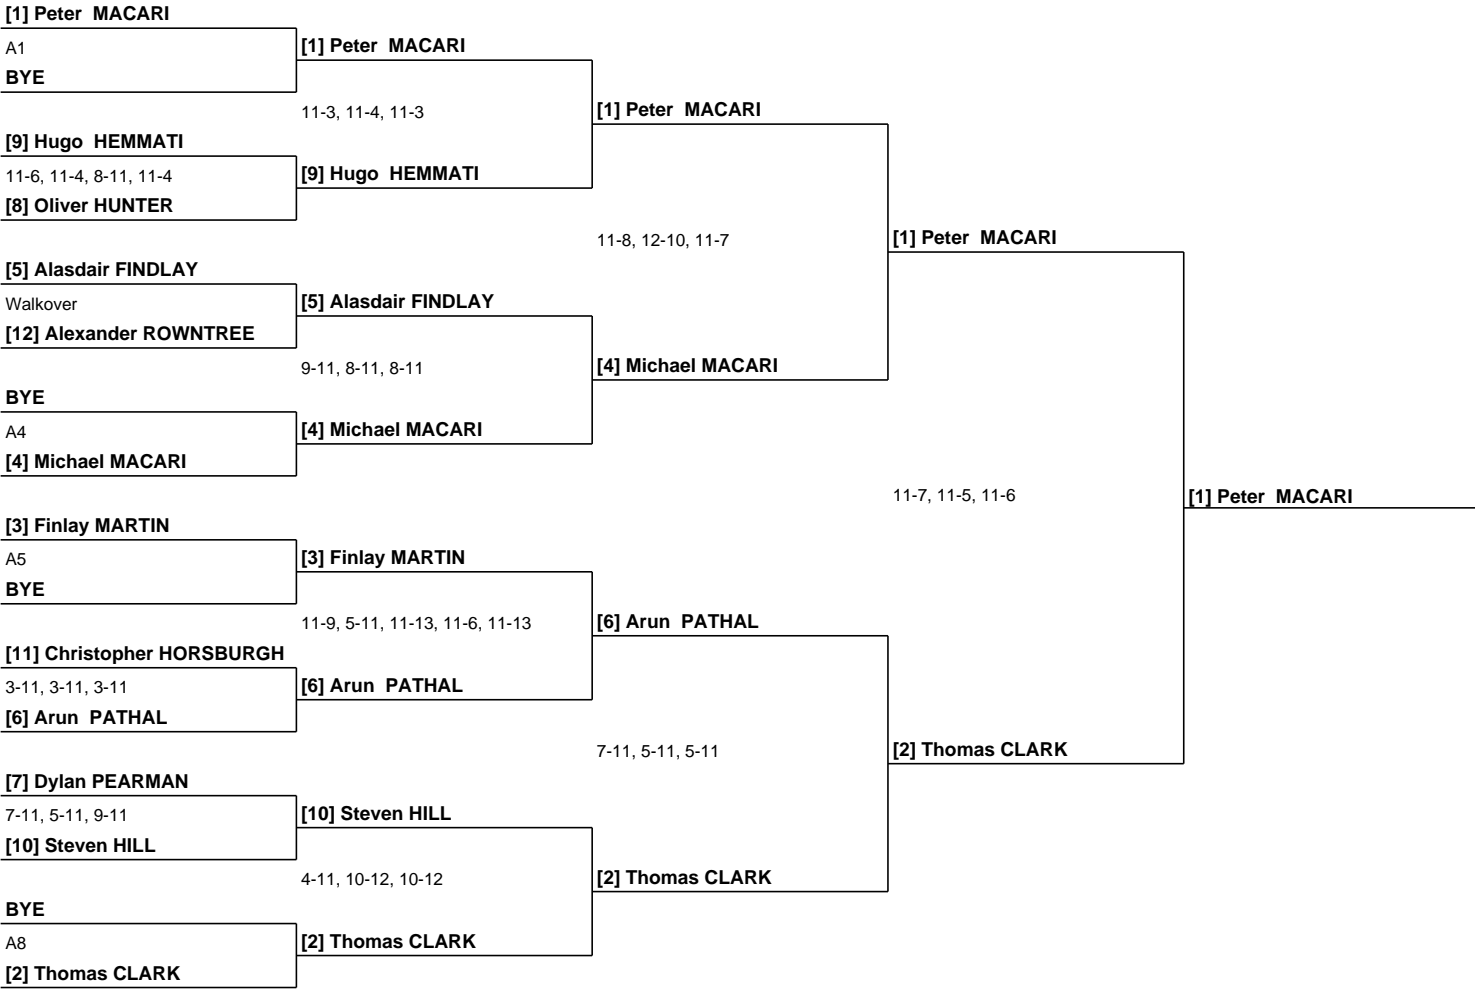 [1] Peter  MACARI
A1
BYE
[9] Hugo  HEMMATI
11-6, 11-4, 8-11, 11-4
[8] Oliver HUNTER
[5] Alasdair FINDLAY
Walkover
[12] Alexander ROWNTREE
BYE
A4
[4] Michael MACARI
[3] Finlay MARTIN
A5
BYE
[11] Christopher HORSBURGH
3-11, 3-11, 3-11
[6] Arun  PATHAL
[7] Dylan PEARMAN
7-11, 5-11, 9-11
[10] Steven HILL
BYE
A8
[2] Thomas CLARK
[1] Peter  MACARI
11-3, 11-4, 11-3
[9] Hugo  HEMMATI
[5] Alasdair FINDLAY
9-11, 8-11, 8-11
[4] Michael MACARI
[3] Finlay MARTIN
11-9, 5-11, 11-13, 11-6, 11-13
[6] Arun  PATHAL
[10] Steven HILL
4-11, 10-12, 10-12
[2] Thomas CLARK
[1] Peter  MACARI
11-8, 12-10, 11-7
[4] Michael MACARI
[6] Arun  PATHAL
7-11, 5-11, 5-11
[2] Thomas CLARK
[1] Peter  MACARI
11-7, 11-5, 11-6
[2] Thomas CLARK
[1] Peter  MACARI